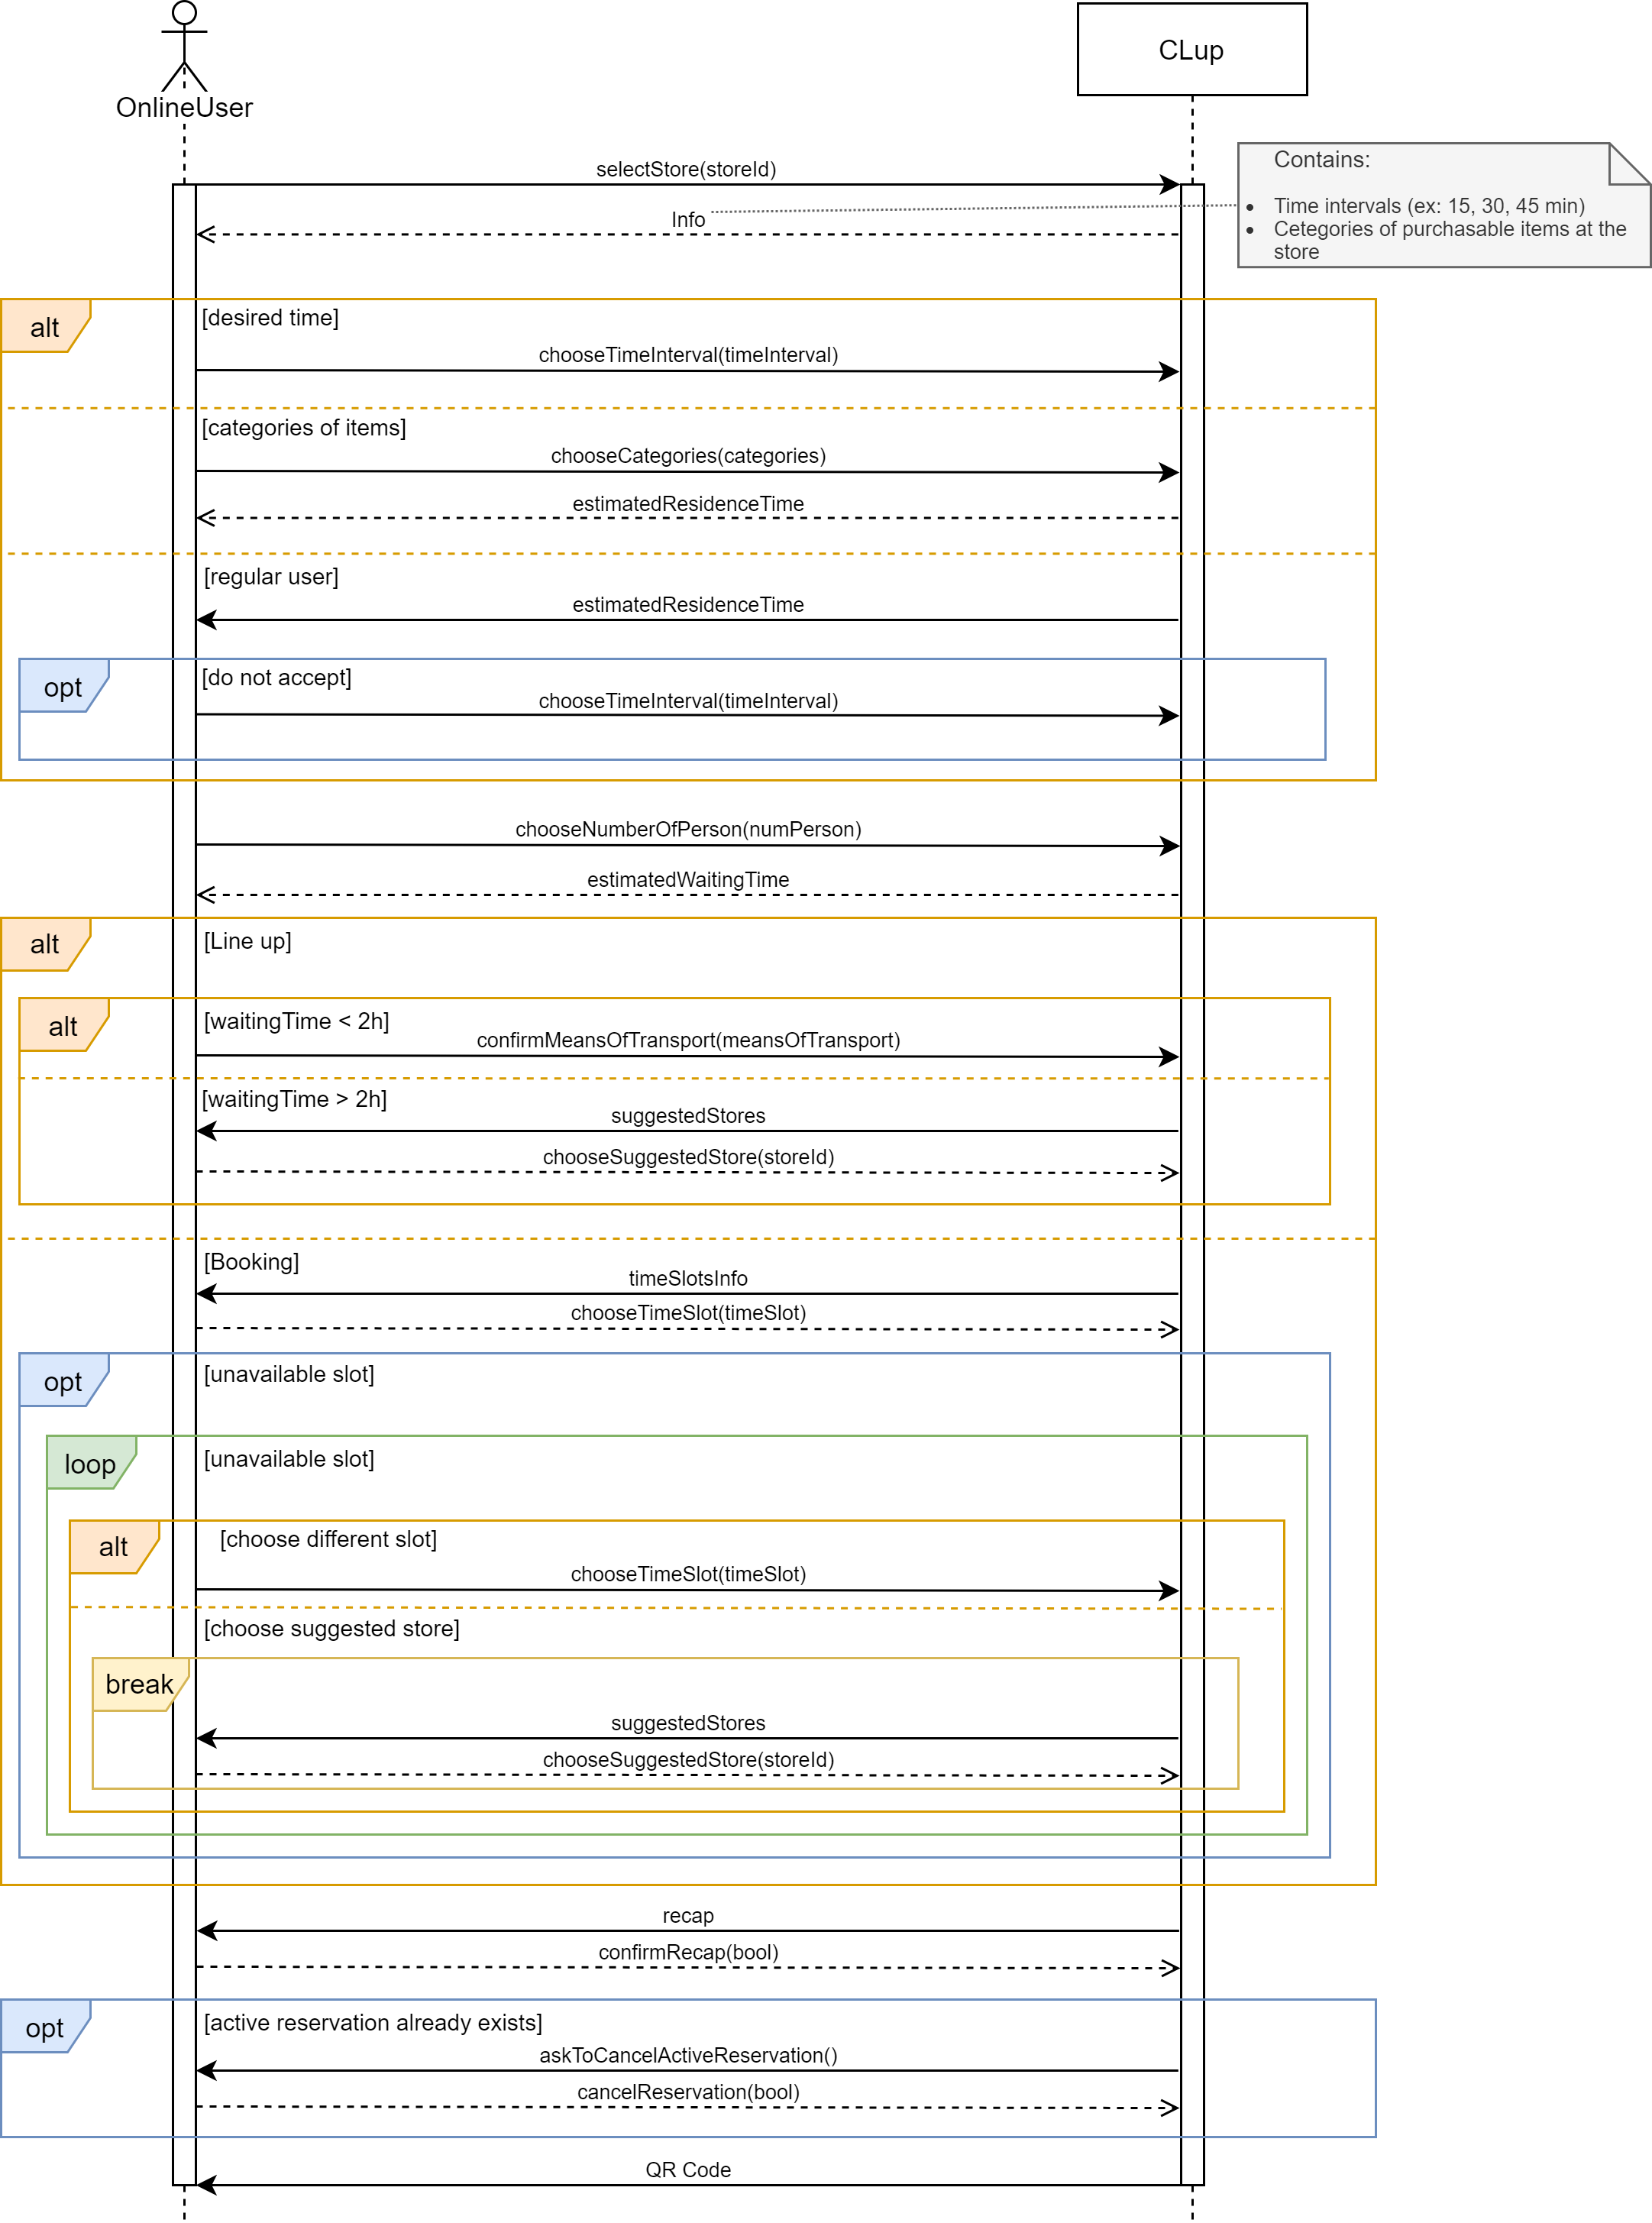 OnlineUser
CLup
selectStore(storeId)
Info
Contains:
Time intervals (ex: 15, 30, 45 min)
Cetegories of purchasable items at the
store
alt
[desired time]
chooseTimeInterval(timeInterval)
[categories of items]
chooseCategories(categories)
estimatedResidenceTime
[regular user]
estimatedResidenceTime
opt
[do not accept]
chooseTimeInterval(timeInterval)
chooseNumberOfPerson(numPerson)
estimatedWaitingTime
alt
[Line up]
alt
[waitingTime < 2h]
confirmMeansOfTransport(meansOfTransport)
[waitingTime > 2h]
suggestedStores
chooseSuggestedStore(storeId)
[Booking]
timeSlotsInfo
chooseTimeSlot(timeSlot)
opt
[unavailable slot]
loop
[unavailable slot]
alt
[choose different slot]
chooseTimeSlot(timeSlot)
[choose suggested store]
break
suggestedStores
chooseSuggestedStore(storeId)
recap
confirmRecap(bool)
opt
[active reservation already exists]
askToCancelActiveReservation()
cancelReservation(bool)
QR Code